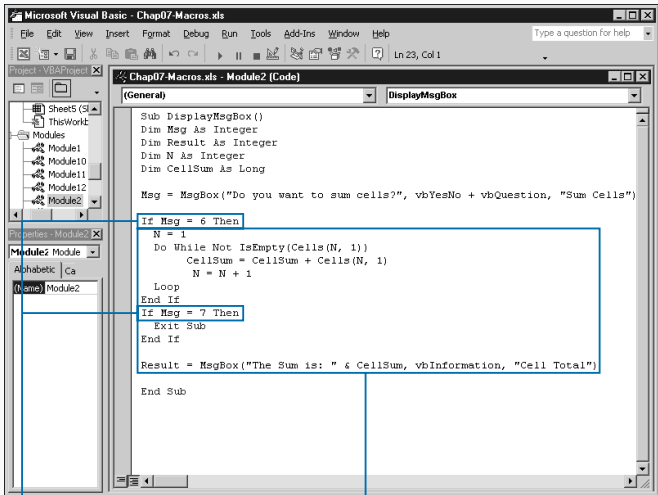 Microsoft Visual Basic - Chap07-Macros.xls
File Edit View Insert Format Debug Run Tools Add-Ins Window Help
Type a question for help
Ln 23, Col 1
Project - VBAProject
Sheet5 (Sl
ThisWorkb
Modules
Module1
Module10
Module11
Module12
Module2
Properties - Module2
Module2 Module
Alphabetic Ca
(Name) Module2
Chap07-Macros.xls - Module2 (Code)
(General) DisplayMsgBox
Sub DisplayMsgBox()
Dim Msg As Integer
Dim Result As Integer
Dim N As Integer
Dim CellSum As Long
Msg = MsgBox("Do you want to sum cells?", vbYesNo + vbQuestion, "Sum Cells")
If Msg = 6 Then
N = 1
Do While Not IsEmpty(Cells(N, 1))
CellSum = CellSum + Cells(N, 1)
N = N + 1
Loop
End If
If Msg = 7 Then
Exit Sub
End If
Result = MsgBox("The Sum is: " & CellSum, vbInformation, "Cell Total")
End Sub